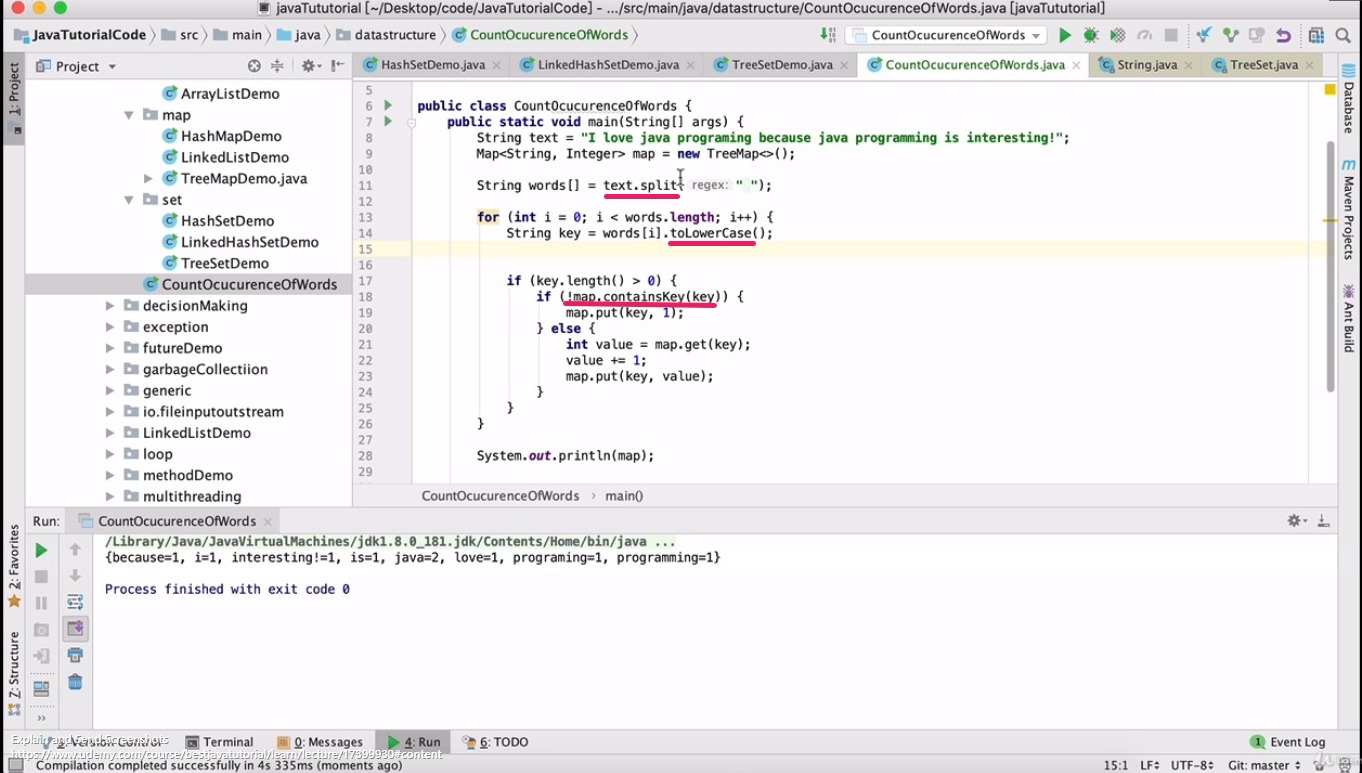 javaTututorial [~/Desktop/code/JavaTutorialCode] - .../src/main/java/datastructure/CountOcucurenceOfWords.java [javaTututorial]
JavaTutorialCode src main java datastructure CountOcucurenceOfWords
CountOcucurenceOfWords
1: Project
Project
HashSetDemo.java LinkedHashSetDemo.java TreeSetDemo.java CountOcucurenceOfWords.java String.java TreeSet.java
ArrayListDemo
map
HashMapDemo
LinkedListDemo
TreeMapDemo.java
set
HashSetDemo
LinkedHashSetDemo
TreeSetDemo
CountOcucurenceOfWords
decisionMaking
exception
futureDemo
garbageCollectiion
generic
io.fileinputoutstream
LinkedListDemo
loop
methodDemo
multithreading
5
6 public class CountOcucurenceOfWords {
7 public static void main(String[] args) {
8 String text = "I love java programing because java programming is interesting!";
9 Map<String, Integer> map = new TreeMap<>();
10
11 String words[] = text.split( regex: " ");
12
13 for (int i = 0; i < words.length; i++) {
14 String key = words[i].toLowerCase();
15
16
17 if (key.length() > 0) {
18 if (!map.containsKey(key)) {
19 map.put(key, 1);
20 } else {
21 int value = map.get(key);
22 value += 1;
23 map.put(key, value);
24 }
25 }
26 }
27
28 System.out.println(map);
29
CountOcucurenceOfWords › main()
Database
m Maven Projects
Ant Build
Run: CountOcucurenceOfWords
/Library/Java/JavaVirtualMachines/jdk1.8.0_181.jdk/Contents/Home/bin/java ...
{because=1, i=1, interesting!=1, is=1, java=2, love=1, programing=1, programming=1}
Process finished with exit code 0
2: Favorites
Z: Structure
Explain and Send Screenshots
9: Version Control Terminal 0: Messages 4: Run 6: TODO 1 Event Log
https://www.udemy.com/course/bestjavatutorial/learn/lecture/17399930#content
Compilation completed successfully in 4s 335ms (moments ago) 15:1 LF÷ UTF-8÷ Git: master